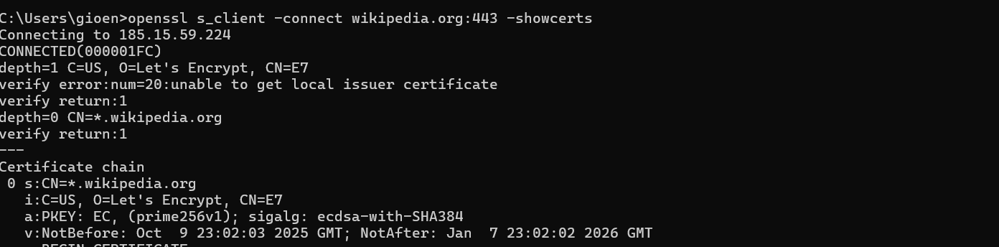 C:\Users\gioen>openssl s_client -connect wikipedia.org:443 -showcerts
Connecting to 185.15.59.224
CONNECTED(000001FC)
depth=1 C=US, O=Let's Encrypt, CN=E7
verify error:num=20:unable to get local issuer certificate
verify return:1
depth=0 CN=*.wikipedia.org
verify return:1
---
Certificate chain
 0 s:CN=*.wikipedia.org
   i:C=US, O=Let's Encrypt, CN=E7
   a:PKEY: EC, (prime256v1); sigalg: ecdsa-with-SHA384
   v:NotBefore: Oct  9 23:02:03 2025 GMT; NotAfter: Jan  7 23:02:02 2026 GMT
-----BEGIN CERTIFICATE-----